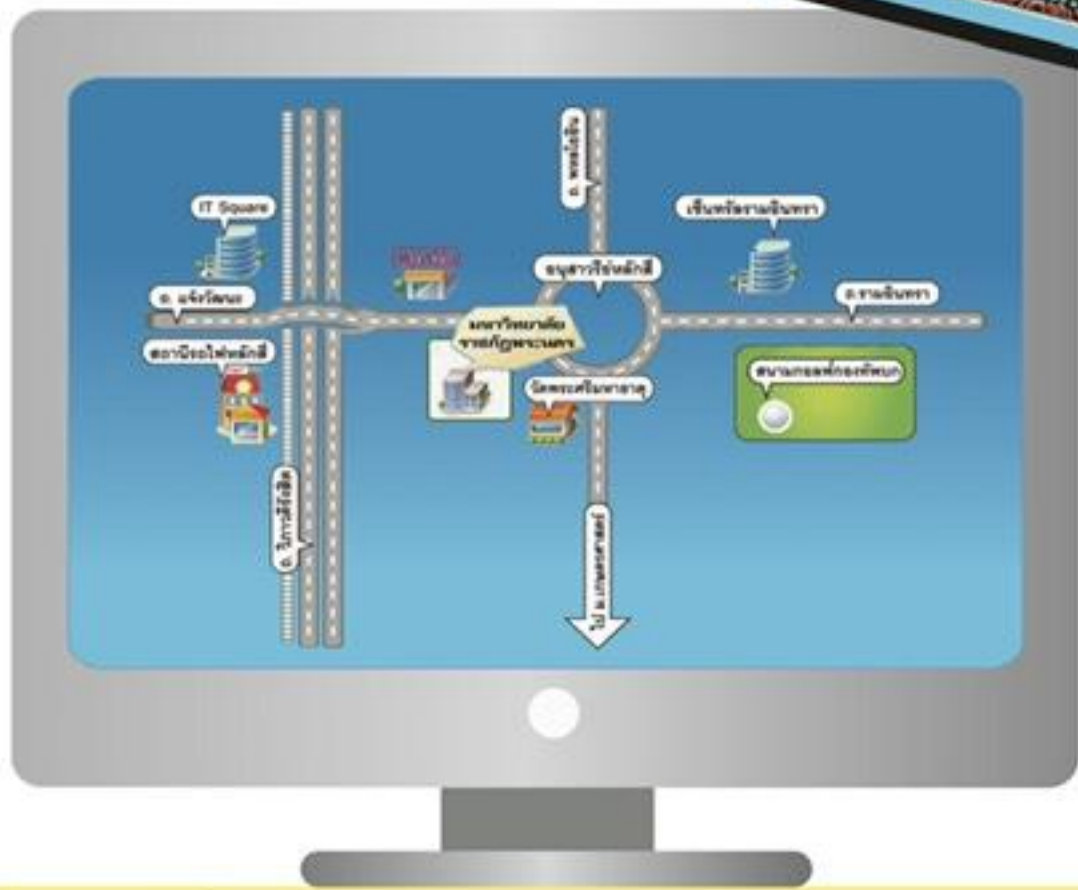 ถ. พหลโยธิน
IT Square
เซ็นทรัลรามอินทรา
อนุสาวรีย์หลักสี่
ถ. แจ้งวัฒนะ
ถ.รามอินทรา
มหาวิทยาลัย
ราชภัฏพระนคร
สถานีรถไฟหลักสี่
สนามกอล์ฟกองทัพบก
วัดพระศรีมหาธาตุ
ถ. วิภาวดีรังสิต
ไป ม.เกษตรศาสตร์